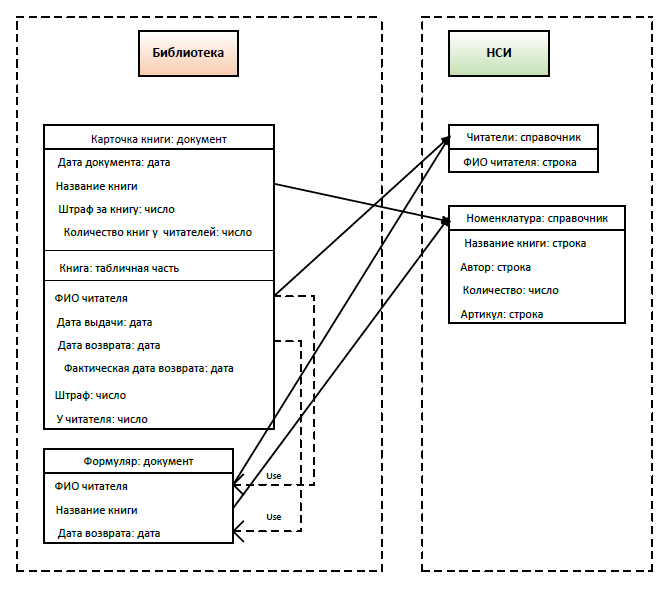 Библиотека
НСИ
Карточка книги: документ
Дата документа: дата
Название книги
Штраф за книгу: число
Количество книг у читателей: число
Книга: табличная часть
ФИО читателя
Дата выдачи: дата
Дата возврата: дата
Фактическая дата возврата: дата
Штраф: число
У читателя: число
Формуляр: документ
ФИО читателя
Название книги
Дата возврата: дата
Use
Use
Читатели: справочник
ФИО читателя: строка
Номенклатура: справочник
Название книги: строка
Автор: строка
Количество: число
Артикул: строка